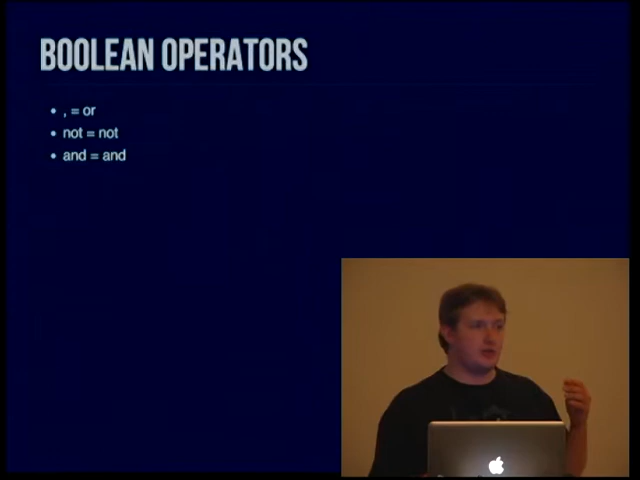 BOOLEAN OPERATORS
• , = or
• not = not
• and = and